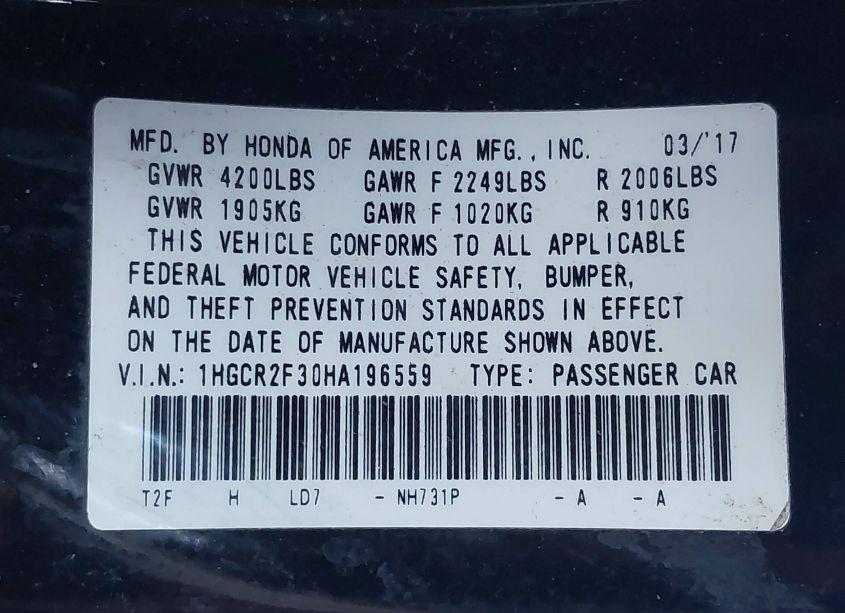 MFD. BY HONDA OF AMERICA MFG., INC. 03/'17
GVWR 4200LBS GAWR F 2249LBS R 2006LBS
GVWR 1905KG GAWR F 1020KG R 910KG
THIS VEHICLE CONFORMS TO ALL APPLICABLE
FEDERAL MOTOR VEHICLE SAFETY, BUMPER,
AND THEFT PREVENTION STANDARDS IN EFFECT
ON THE DATE OF MANUFACTURE SHOWN ABOVE.
V.I.N.: 1HGCR2F30HA196559 TYPE: PASSENGER CAR
T2F H LD7 - NH731P - A - A